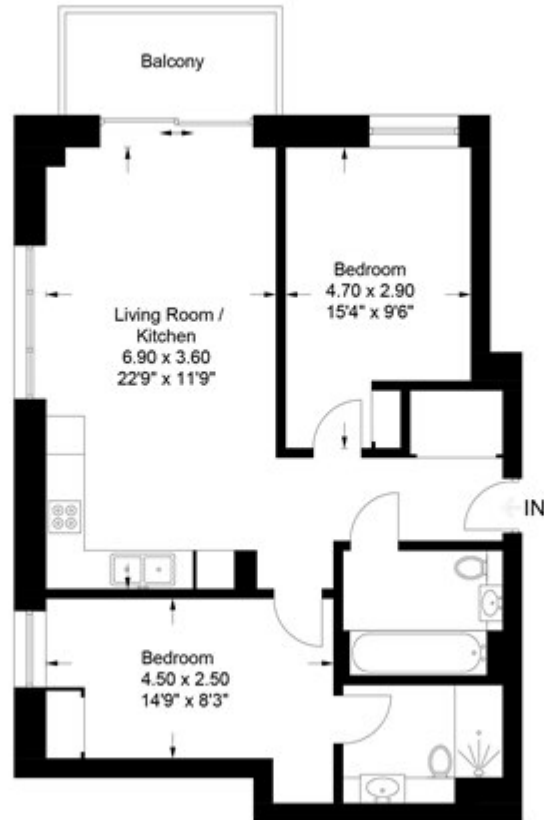 Balcony
Living Room /
Kitchen
6.90 x 3.60
22'9" x 11'9"
Bedroom
4.70 x 2.90
15'4" x 9'6"
IN
Bedroom
4.50 x 2.50
14'9" x 8'3"